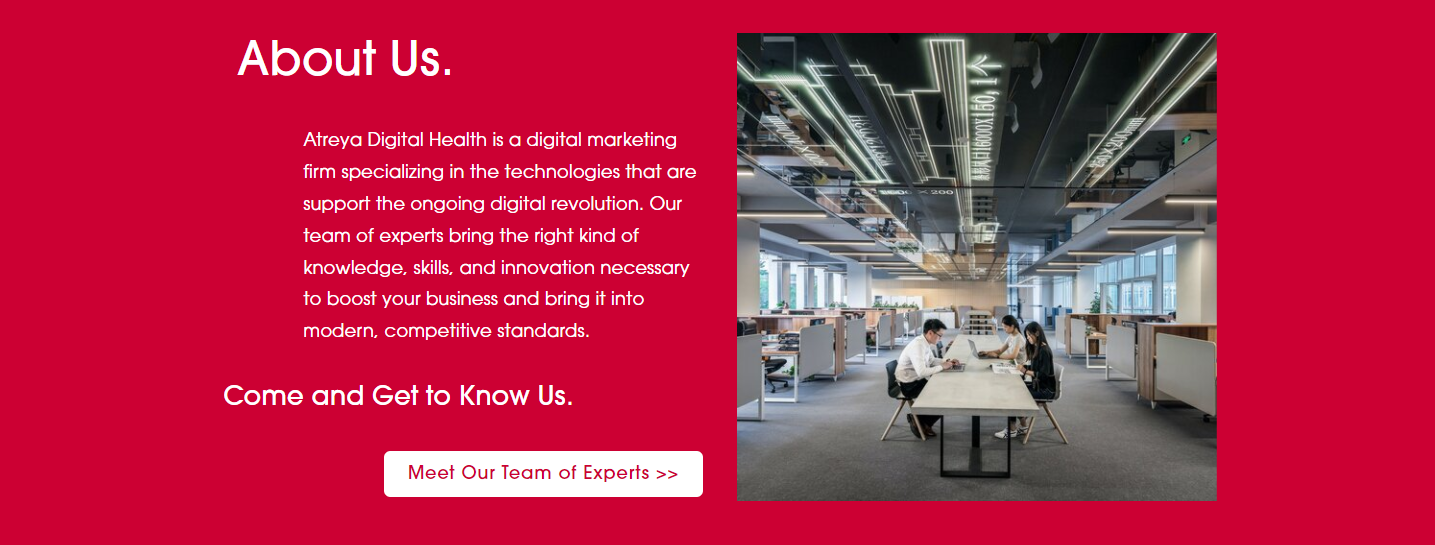 About Us.
Atreya Digital Health is a digital marketing
firm specializing in the technologies that are
support the ongoing digital revolution. Our
team of experts bring the right kind of
knowledge, skills, and innovation necessary
to boost your business and bring it into
modern, competitive standards.
Come and Get to Know Us.
Meet Our Team of Experts >>